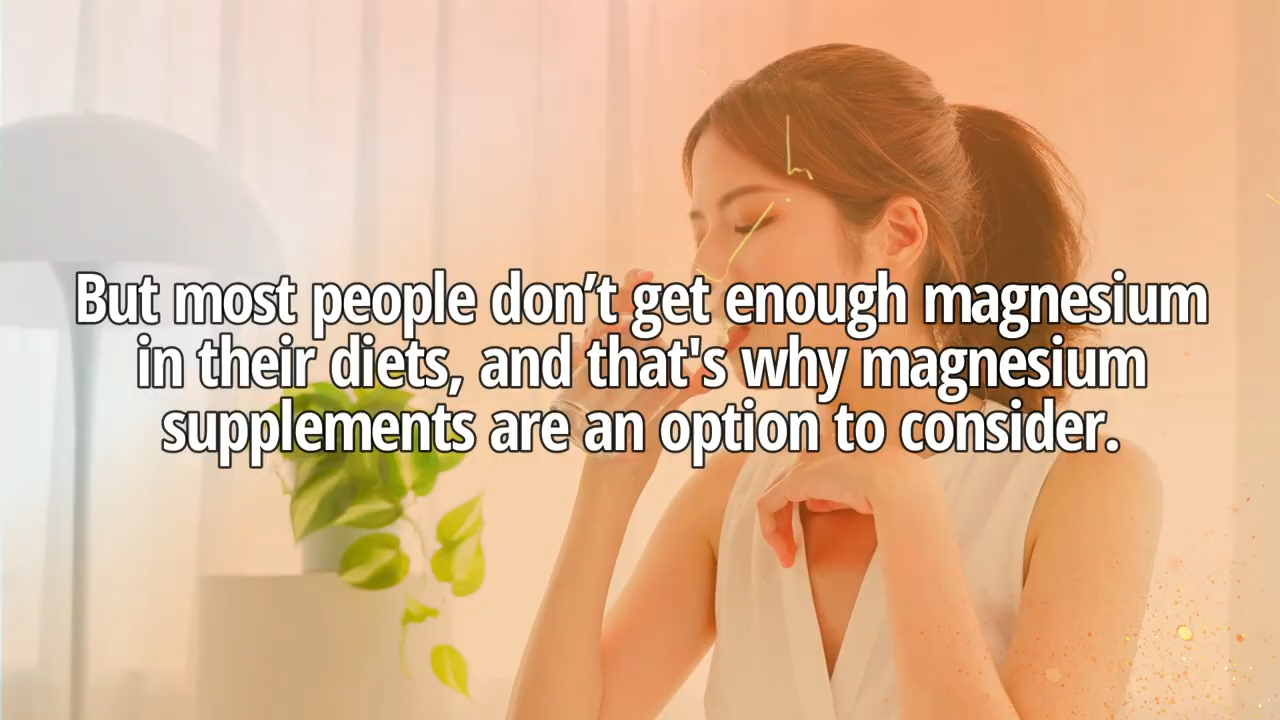 But most people don’t get enough magnesium
in their diets, and that's why magnesium
supplements are an option to consider.